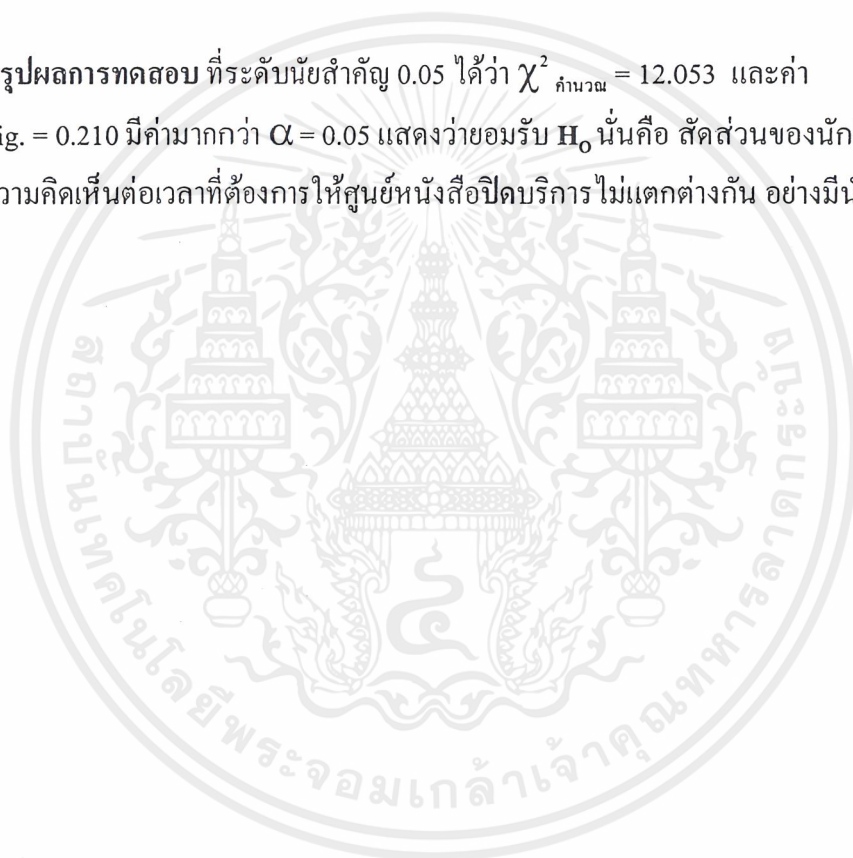 รุปผลการทดสอบ ที่ระดับนัยสำคัญ 0.05 ได้ว่า χ² คำนวณ = 12.053 และค่า
ig. = 0.210 มีค่ามากกว่า α = 0.05 แสดงว่ายอมรับ H₀ นั่นคือ สัดส่วนของนัก
วามคิดเห็นต่อเวลาที่ต้องการให้ศูนย์หนังสือปิดบริการ ไม่แตกต่างกัน อย่างมีนั
สถาบันเทคโนโลยีพระจอมเกล้าเจ้าคุณทหารลาดกระบัง